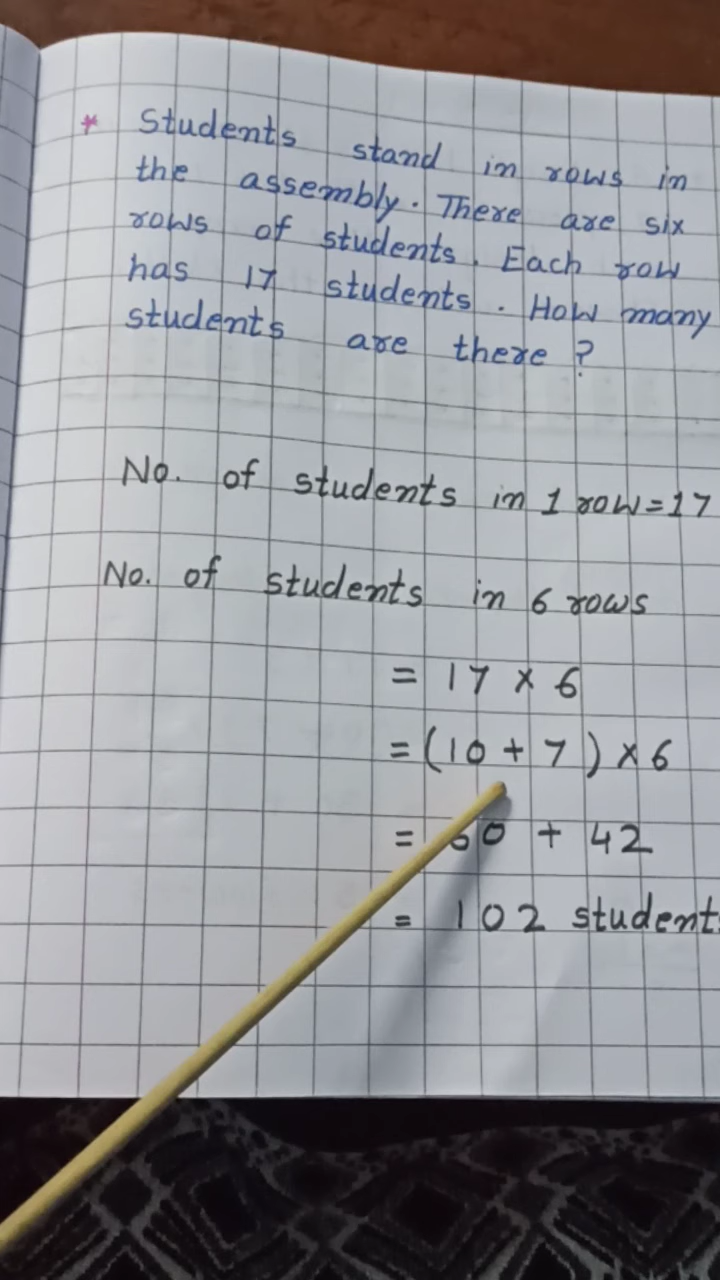 * Students stand in rows in
the assembly. There are six
rows of students. Each row
has 17 students. How many
students are there?
No. of students in 1 row=17
No. of students in 6 rows
= 17 × 6
=(10 + 7) × 6
= 60 + 42
= 102 students